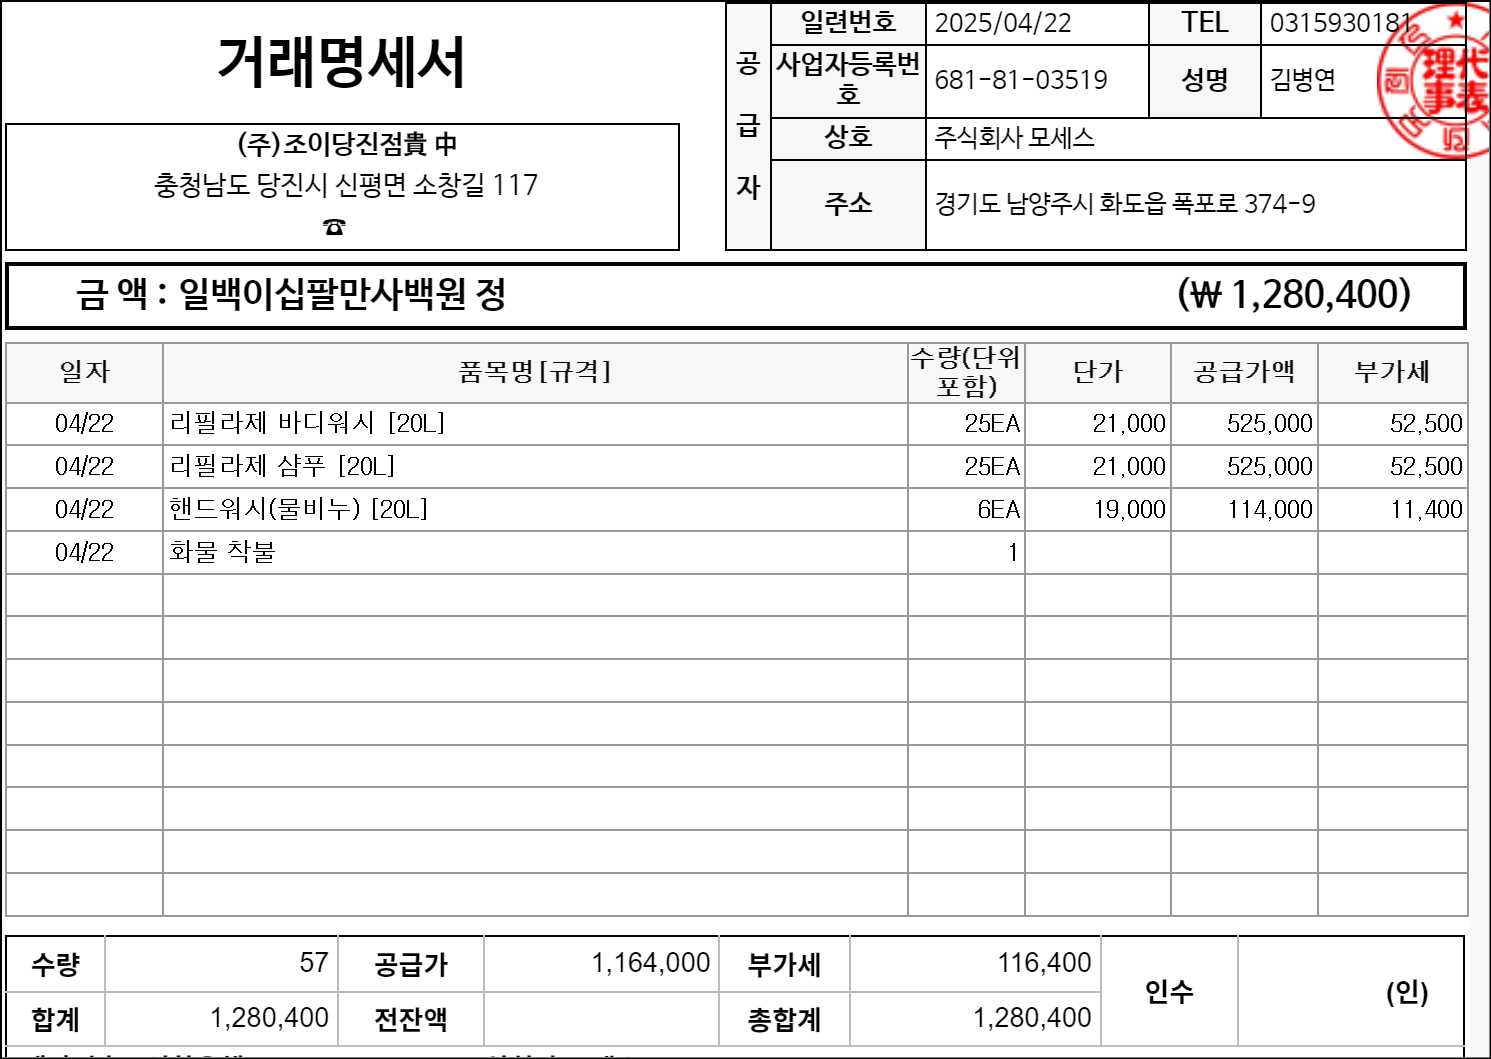 거래명세서
(주)조이당진점貴 中
충청남도 당진시 신평면 소창길 117
☎
공급자
일련번호 2025/04/22 TEL 0315930181
사업자등록번호 681-81-03519 성명 김병연
상호 주식회사 모세스
주소 경기도 남양주시 화도읍 폭포로 374-9
代表理事
금 액 : 일백이십팔만사백원 정 (₩ 1,280,400)
일자 품목명[규격] 수량(단위포함) 단가 공급가액 부가세
04/22 리필라제 바디워시 [20L] 25EA 21,000 525,000 52,500
04/22 리필라제 샴푸 [20L] 25EA 21,000 525,000 52,500
04/22 핸드워시(물비누) [20L] 6EA 19,000 114,000 11,400
04/22 화물 착불 1
수량 57 공급가 1,164,000 부가세 116,400 인수 (인)
합계 1,280,400 전잔액 총합계 1,280,400